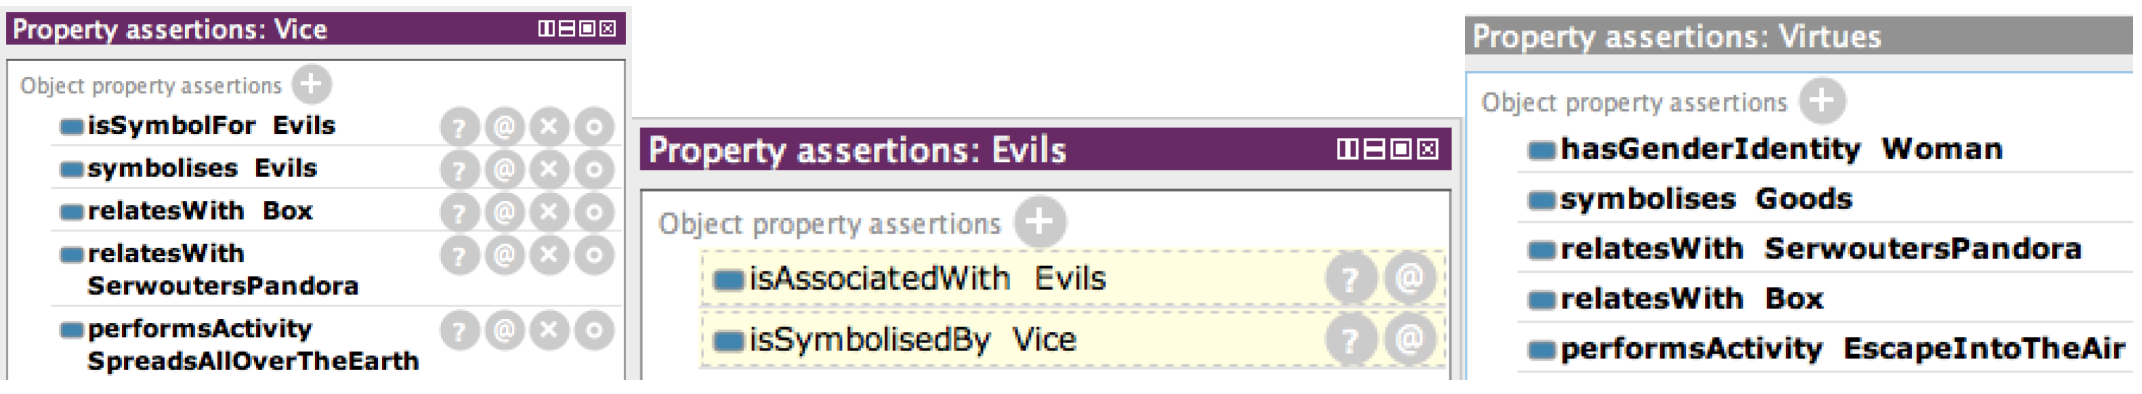 Property assertions: Vice
Object property assertions
isSymbolFor Evils
symbolises Evils
relatesWith Box
relatesWith
SerwoutersPandora
performsActivity
SpreadsAllOverTheEarth
Property assertions: Evils
Object property assertions
isAssociatedWith Evils
isSymbolisedBy Vice
Property assertions: Virtues
Object property assertions
hasGenderIdentity Woman
symbolises Goods
relatesWith SerwoutersPandora
relatesWith Box
performsActivity EscapeIntoTheAir